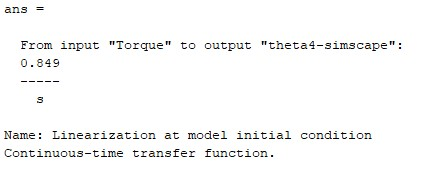 ans =
From input "Torque" to output "theta4-simscape":
0.849
-----
s
Name: Linearization at model initial condition
Continuous-time transfer function.